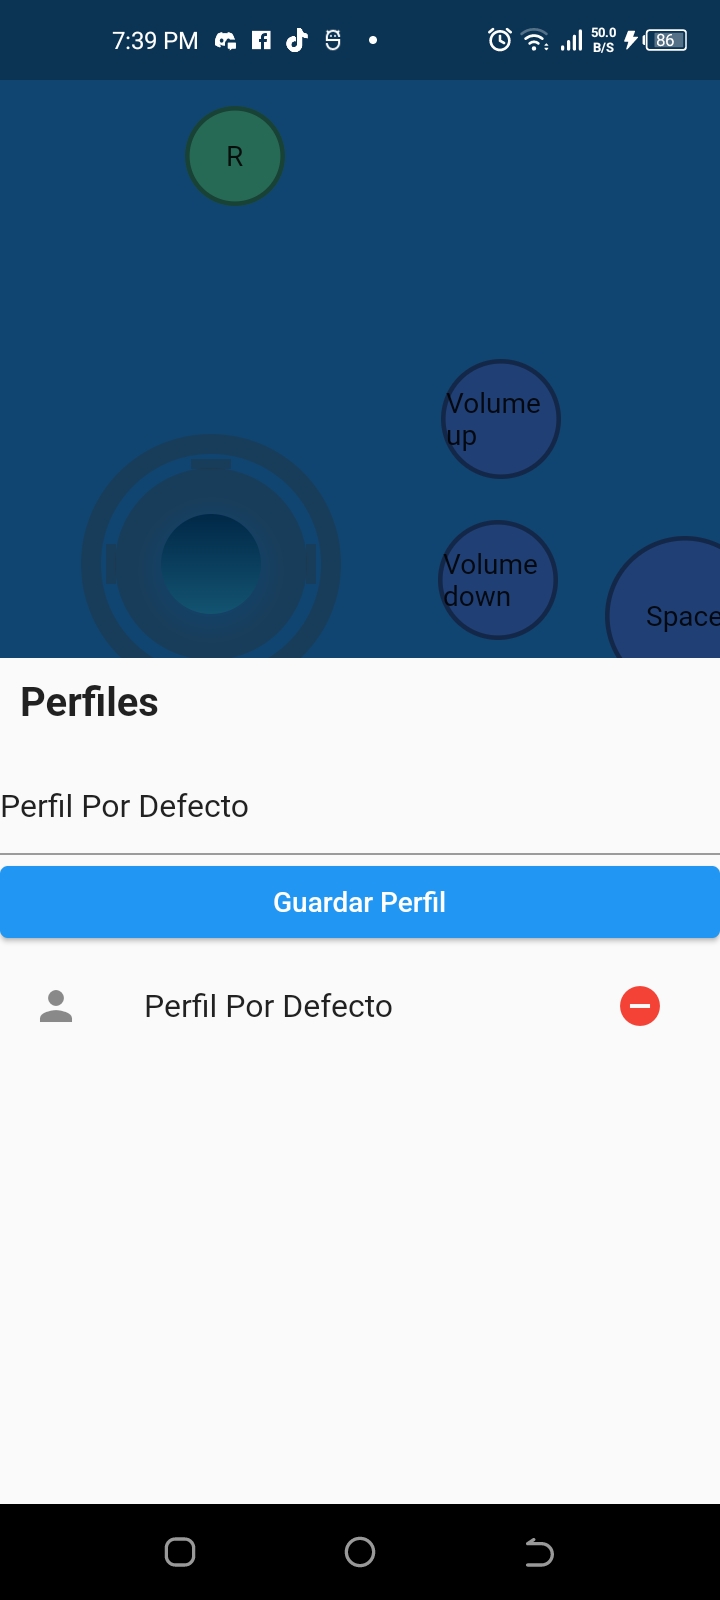 7:39 PM
50.0
B/S
86
R
Volume
up
Volume
down
Space
Perfiles
Perfil Por Defecto
Guardar Perfil
Perfil Por Defecto